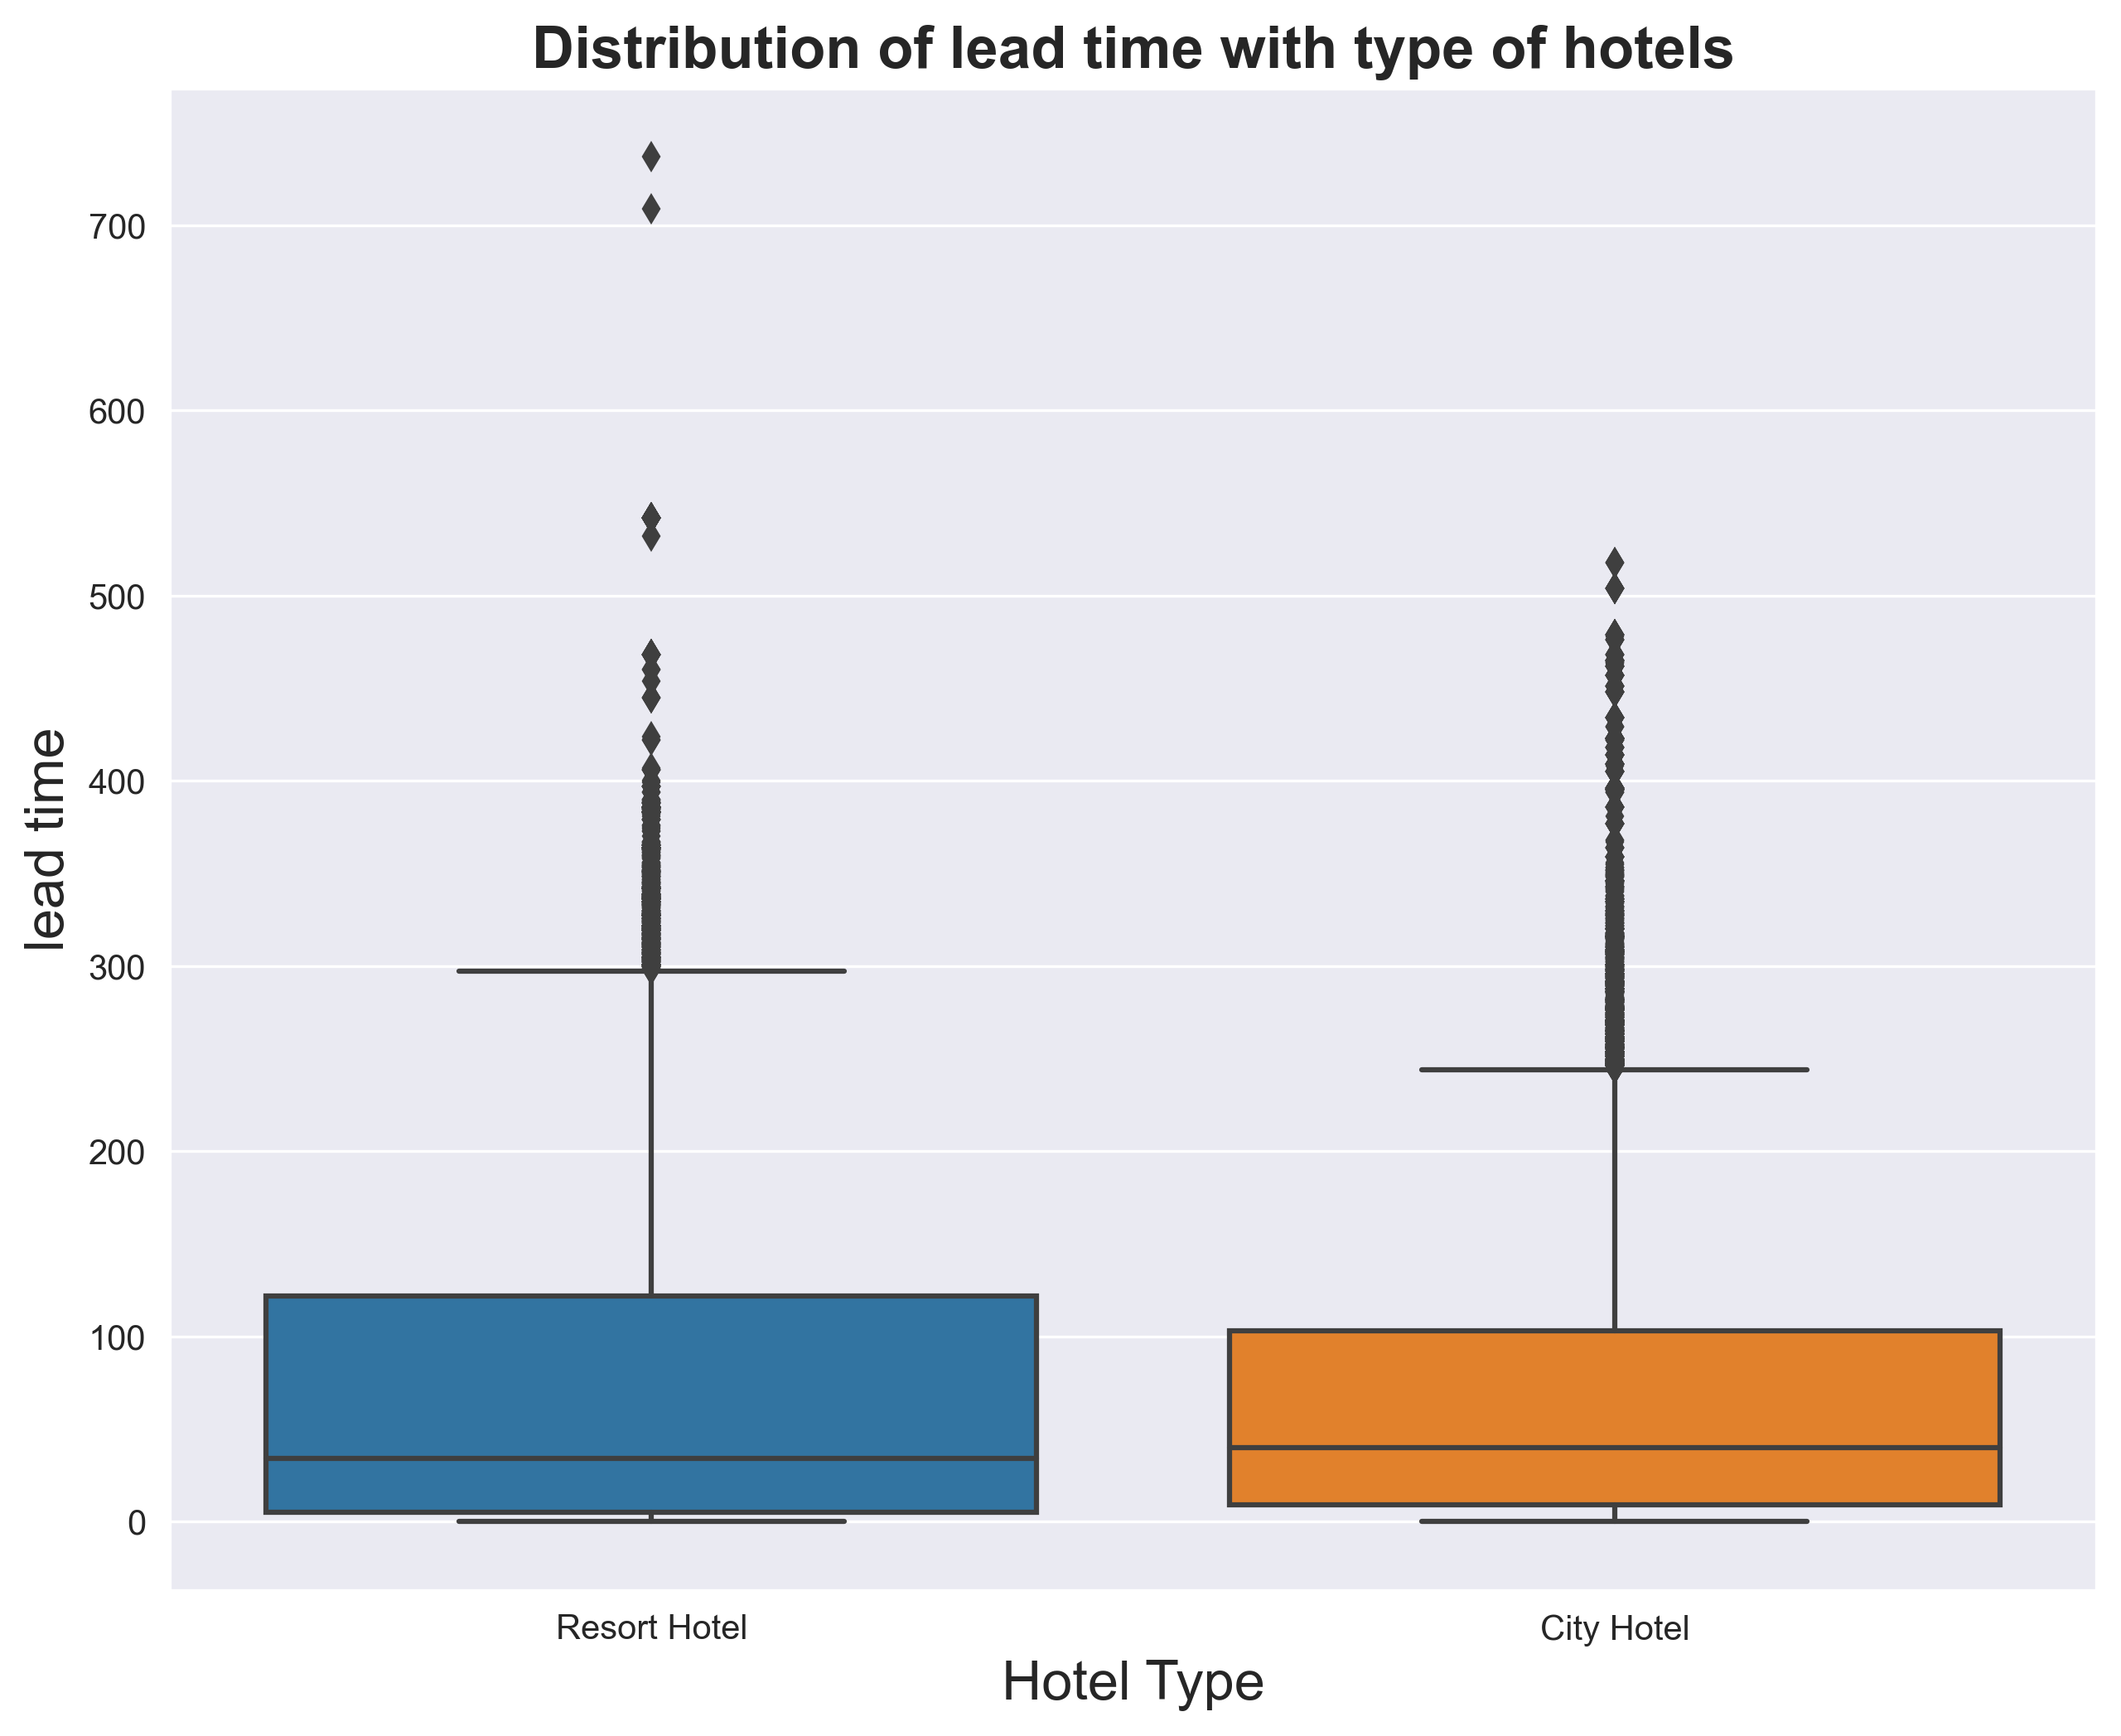 Distribution of lead time with type of hotels
700
600
500
400
300
200
100
0
lead time
Resort Hotel
City Hotel
Hotel Type